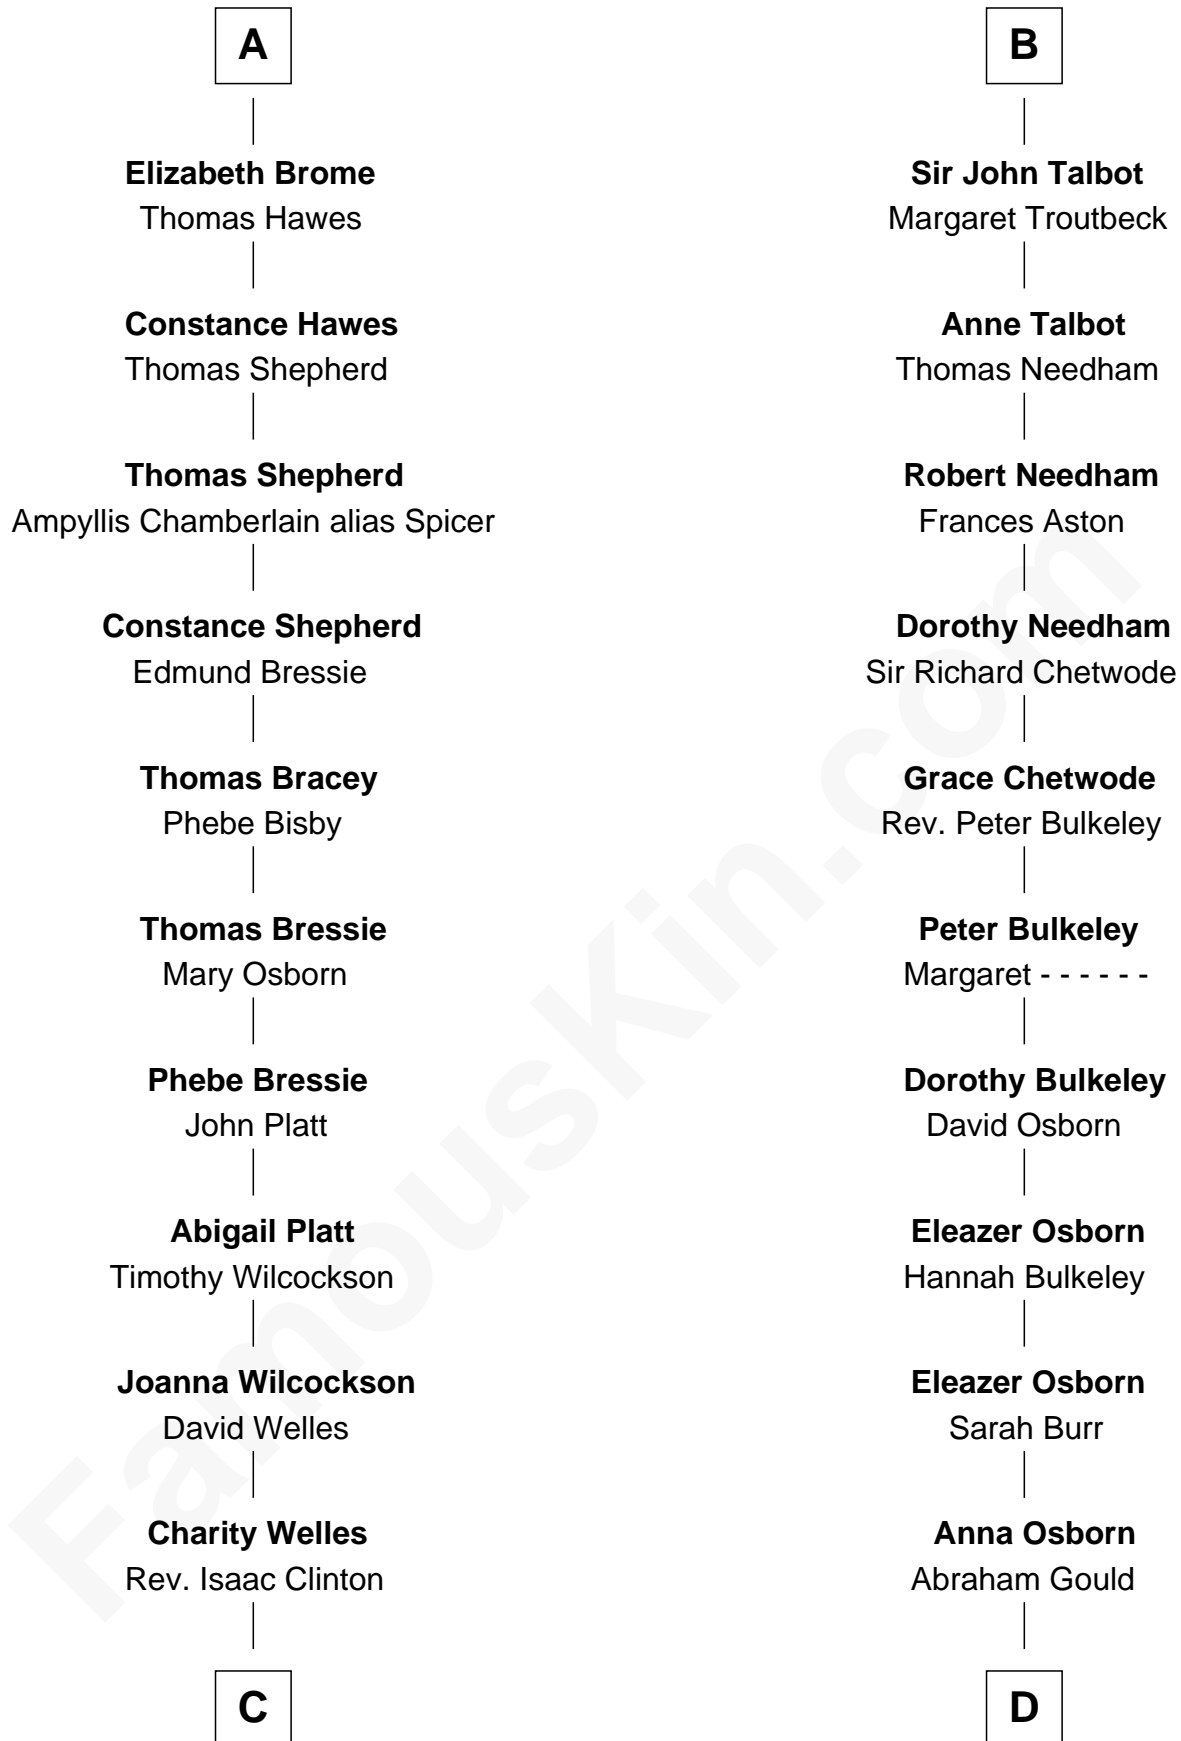 A
Elizabeth Brome
Thomas Hawes
Constance Hawes
Thomas Shepherd
Thomas Shepherd
Ampyllis Chamberlain alias Spicer
Constance Shepherd
Edmund Bressie
Thomas Bracey
Phebe Bisby
Thomas Bressie
Mary Osborn
Phebe Bressie
John Platt
Abigail Platt
Timothy Wilcockson
Joanna Wilcockson
David Welles
Charity Welles
Rev. Isaac Clinton
C
B
Sir John Talbot
Margaret Troutbeck
Anne Talbot
Thomas Needham
Robert Needham
Frances Aston
Dorothy Needham
Sir Richard Chetwode
Grace Chetwode
Rev. Peter Bulkeley
Peter Bulkeley
Margaret - - - - - -
Dorothy Bulkeley
David Osborn
Eleazer Osborn
Hannah Bulkeley
Eleazer Osborn
Sarah Burr
Anna Osborn
Abraham Gould
D
FamousKin.com